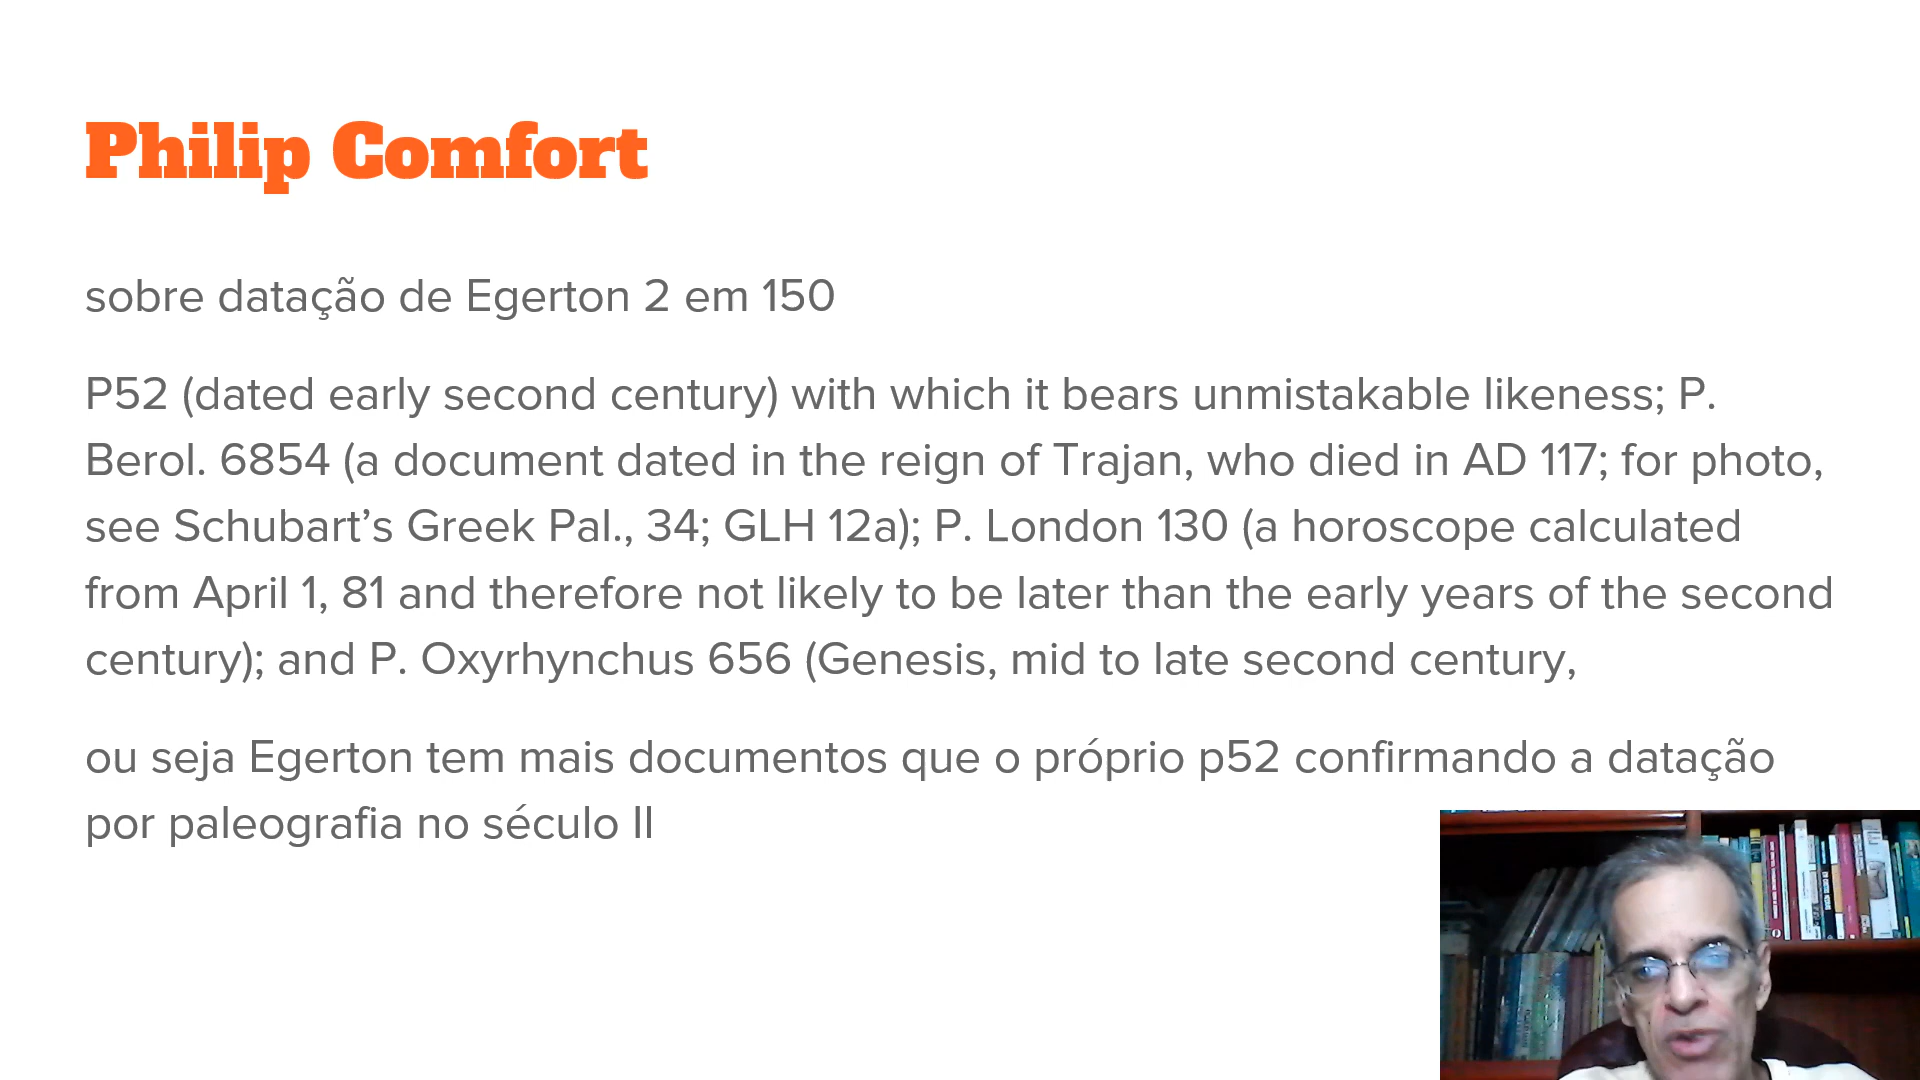 Philip Comfort
sobre datação de Egerton 2 em 150
P52 (dated early second century) with which it bears unmistakable likeness; P.
Berol. 6854 (a document dated in the reign of Trajan, who died in AD 117; for photo,
see Schubart’s Greek Pal., 34; GLH 12a); P. London 130 (a horoscope calculated
from April 1, 81 and therefore not likely to be later than the early years of the second
century); and P. Oxyrhynchus 656 (Genesis, mid to late second century,
ou seja Egerton tem mais documentos que o próprio p52 confirmando a datação
por paleografia no século II